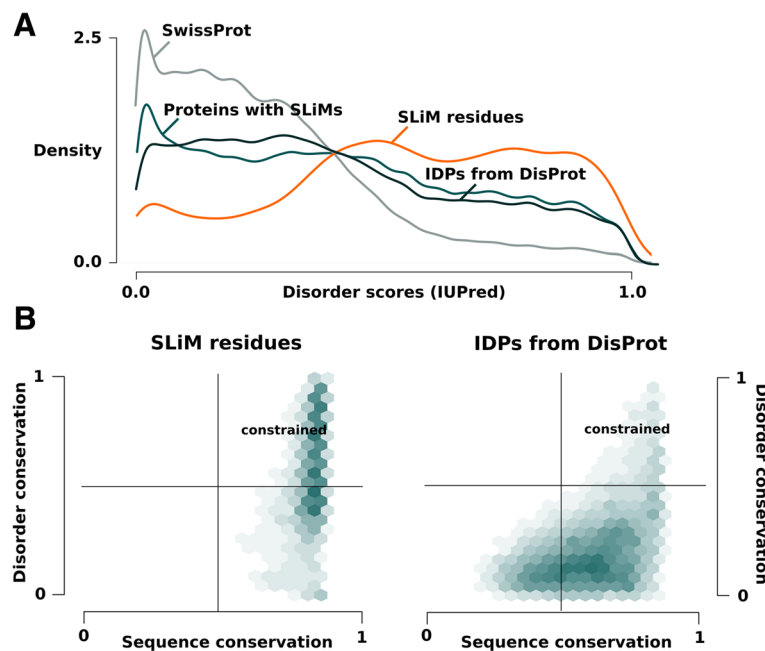 A
2.5
SwissProt
Proteins with SLiMs
SLiM residues
Density
IDPs from DisProt
0.0
0.0
Disorder scores (IUPred)
1.0
B
SLiM residues
IDPs from DisProt
1
constrained
Disorder conservation
0
0
Sequence conservation
1
constrained
1
Disorder conservation
0
0
Sequence conservation
1